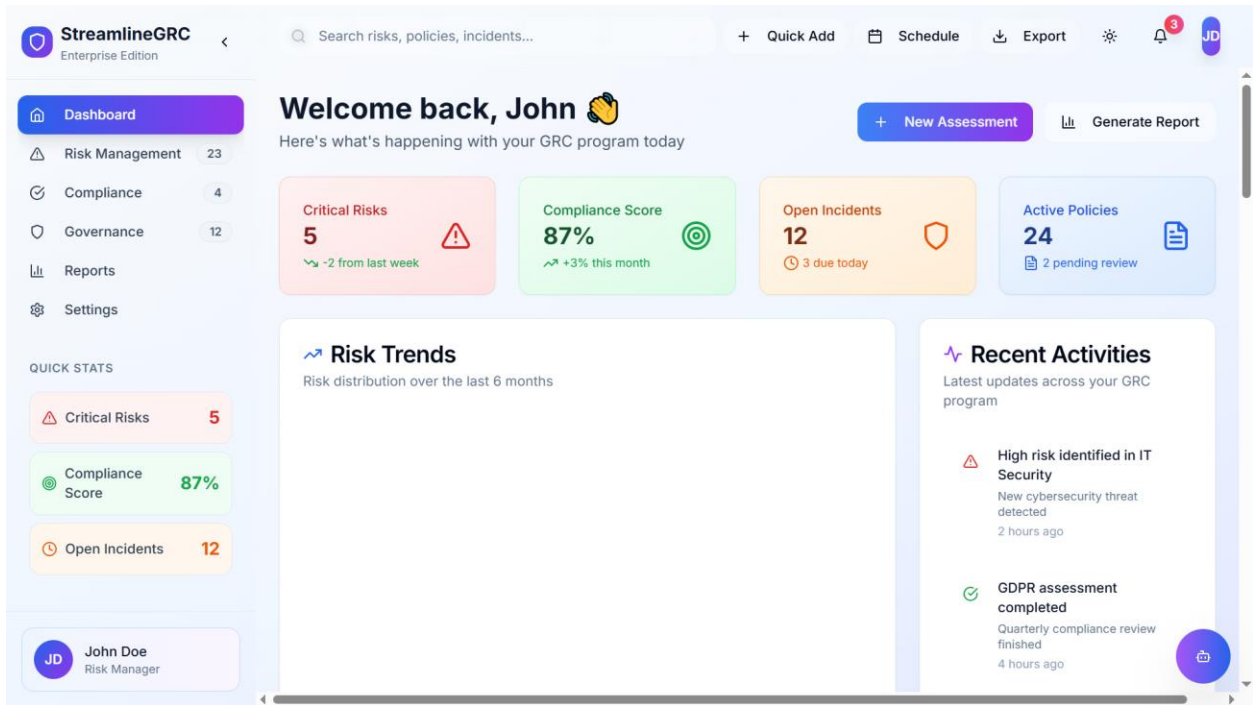 StreamlineGRC
Enterprise Edition
Dashboard
Risk Management 23
Compliance 4
Governance 12
Reports
Settings
QUICK STATS
Critical Risks 5
Compliance
Score
87%
Open Incidents 12
JD
John Doe
Risk Manager
Search risks, policies, incidents...
Quick Add
Schedule
Export
3
JD
Welcome back, John 👋
Here's what's happening with your GRC program today
New Assessment
Generate Report
Critical Risks
5
-2 from last week
Compliance Score
87%
+3% this month
Open Incidents
12
3 due today
Active Policies
24
2 pending review
Risk Trends
Risk distribution over the last 6 months
Recent Activities
Latest updates across your GRC
program
High risk identified in IT
Security
New cybersecurity threat
detected
2 hours ago
GDPR assessment
completed
Quarterly compliance review
finished
4 hours ago